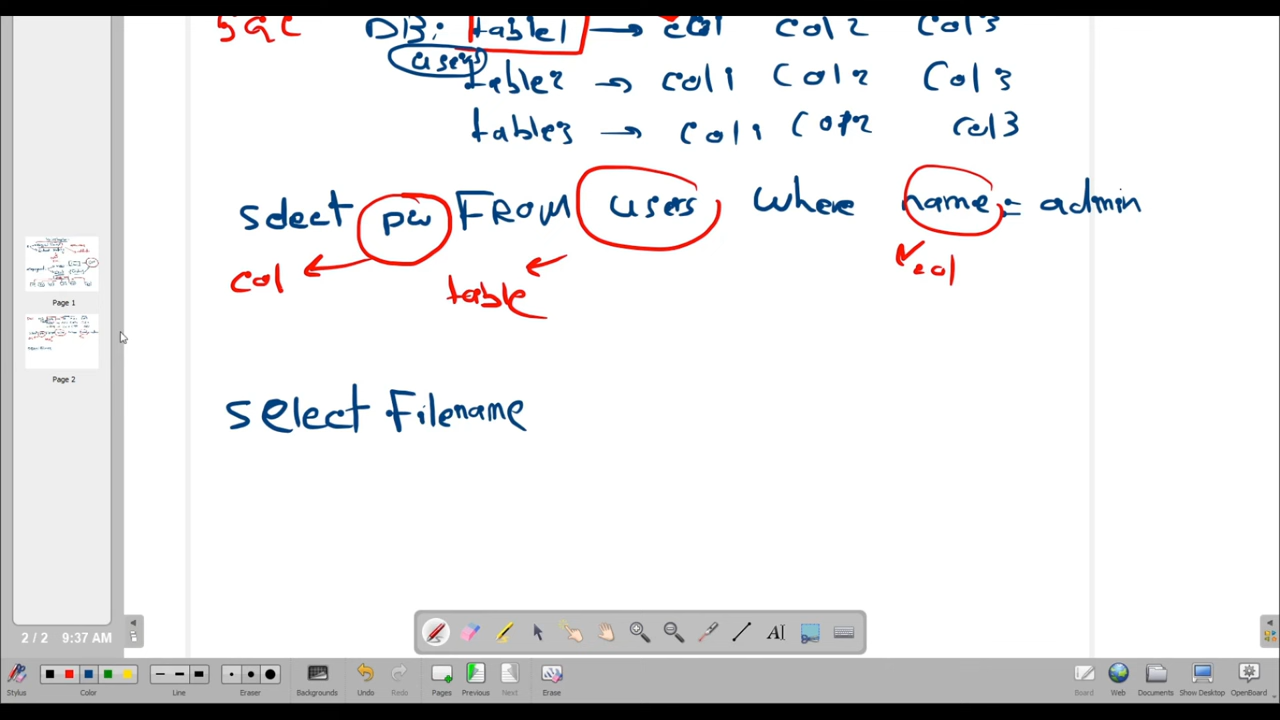 SQL DB: table1 → col1 col2 col3
users
table2 → col1 col2 col3
table3 → col1 col2 col3
select pw FROM users where name = admin
col table col
select Filename
Page 1
Page 2
2 / 2 9:37 AM
Stylus Color Line Eraser Backgrounds Undo Redo Pages Previous Next Erase Board Web Documents Show Desktop OpenBoard